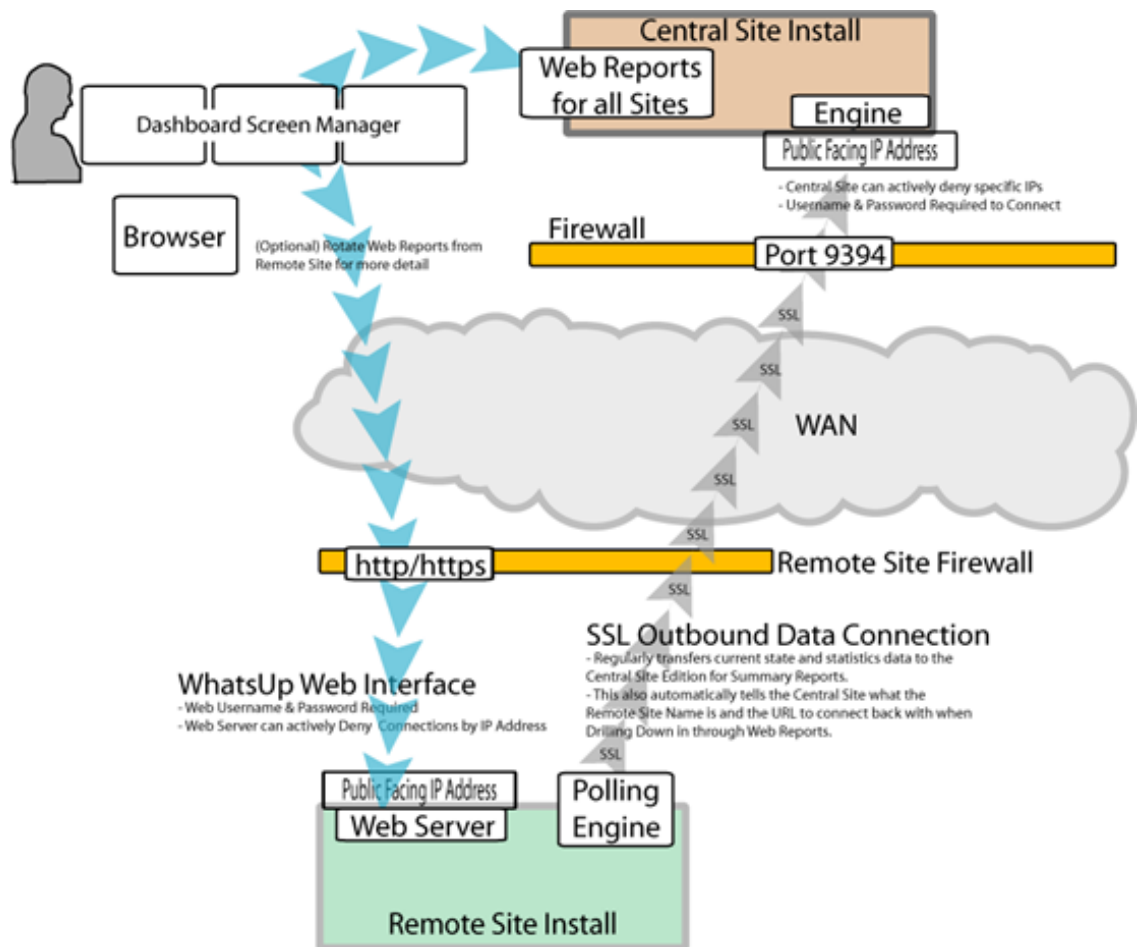 Central Site Install
Web Reports
for all Sites
Engine
Public Facing IP Address
Dashboard Screen Manager
- Central Site can actively deny specific IPs
- Username & Password Required to Connect
Browser
(Optional) Rotate Web Reports from
Remote Site for more detail
Firewall
Port 9394
SSL
SSL
WAN
SSL
SSL
SSL
http/https
Remote Site Firewall
SSL
SSL Outbound Data Connection
- Regularly transfers current state and statistics data to the
Central Site Edition for Summary Reports.
- This also automatically tells the Central Site what the
Remote Site Name is and the URL to connect back with when
Drilling Down in through Web Reports.
WhatsUp Web Interface
- Web Username & Password Required
- Web Server can actively Deny Connections by IP Address
SSL
Public Facing IP Address
Web Server
Polling
Engine
Remote Site Install